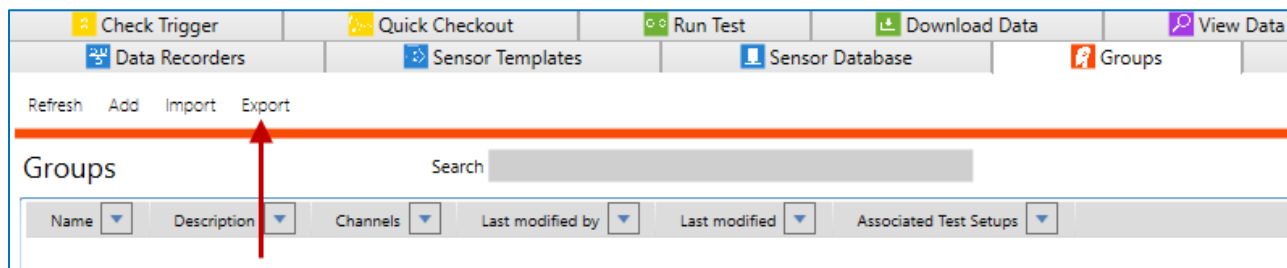 Check Trigger Quick Checkout Run Test Download Data View Data
Data Recorders Sensor Templates Sensor Database Groups
Refresh Add Import Export
Groups Search
Name Description Channels Last modified by Last modified Associated Test Setups